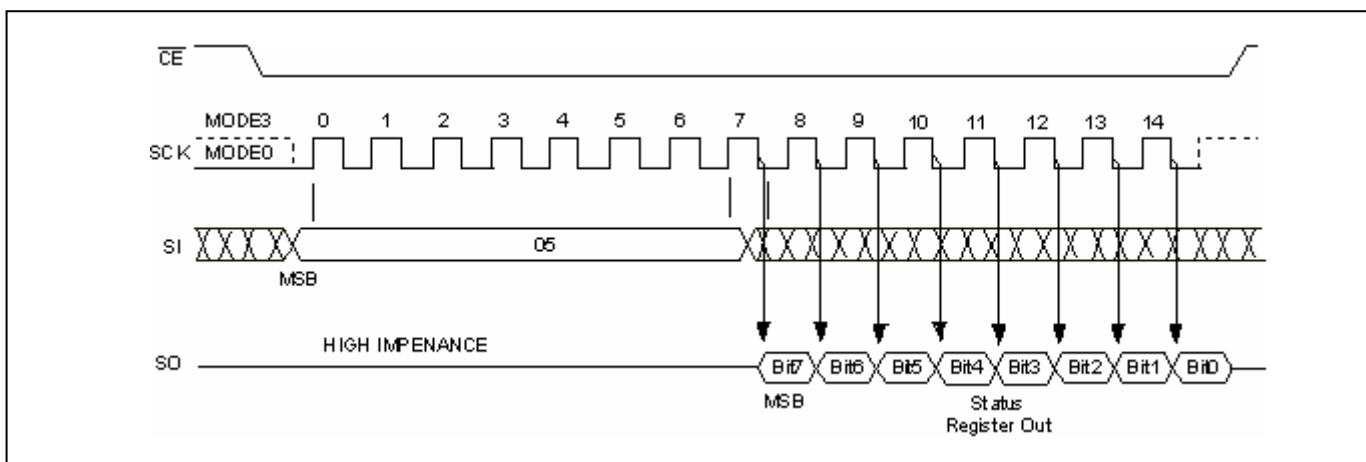 CE
MODE3 0 1 2 3 4 5 6 7 8 9 10 11 12 13 14
SCK MODE0
SI 05
MSB
HIGH IMPENANCE
SO Bit7 Bit6 Bit5 Bit4 Bit3 Bit2 Bit1 Bit0
MSB Status
Register Out